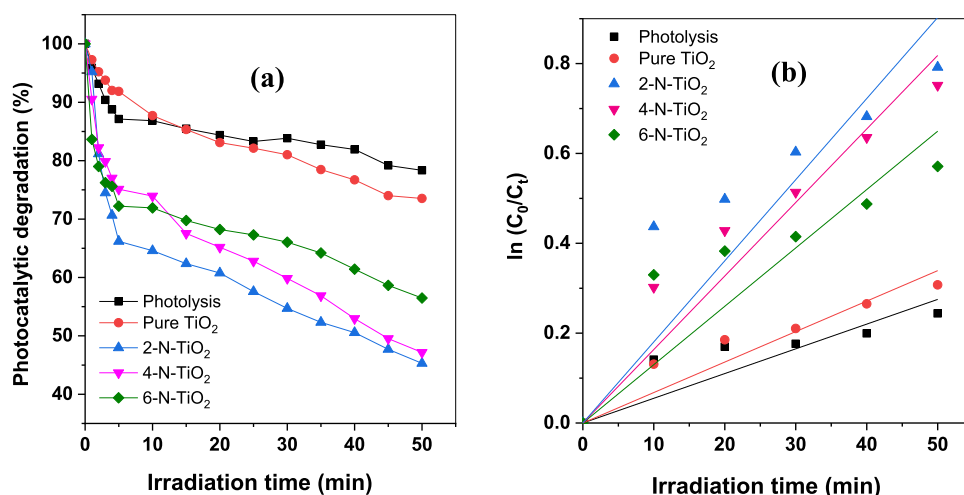 Photocatalytic degradation (%)
100
90
80
70
60
50
40
(a)
Photolysis
Pure TiO₂
2-N-TiO₂
4-N-TiO₂
6-N-TiO₂
0 10 20 30 40 50
Irradiation time (min)
ln (C₀/Cₜ)
0.8
0.6
0.4
0.2
0.0
Photolysis
Pure TiO₂
2-N-TiO₂
4-N-TiO₂
6-N-TiO₂
(b)
0 10 20 30 40 50
Irradiation time (min)